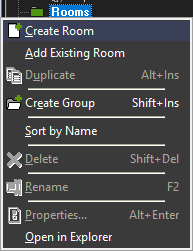 Rooms
Create Room
Add Existing Room
Duplicate Alt+Ins
Create Group Shift+Ins
Sort by Name
Delete Shift+Del
Rename F2
Properties... Alt+Enter
Open in Explorer